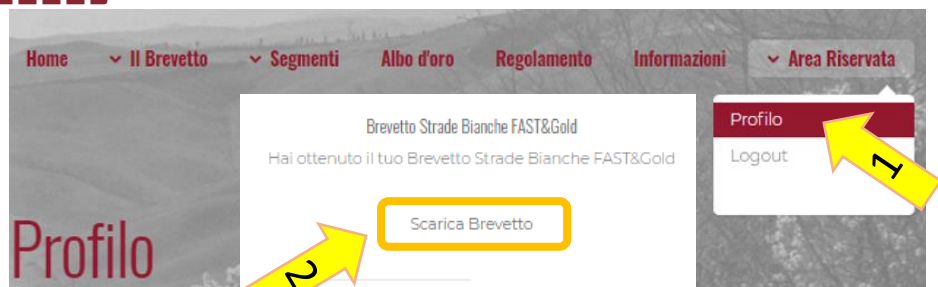 Home Il Brevetto Segmenti Albo d'oro Regolamento Informazioni Area Riservata
Profilo
Logout
1
Brevetto Strade Bianche FAST&Gold
Hai ottenuto il tuo Brevetto Strade Bianche FAST&Gold
Scarica Brevetto
2
Profilo